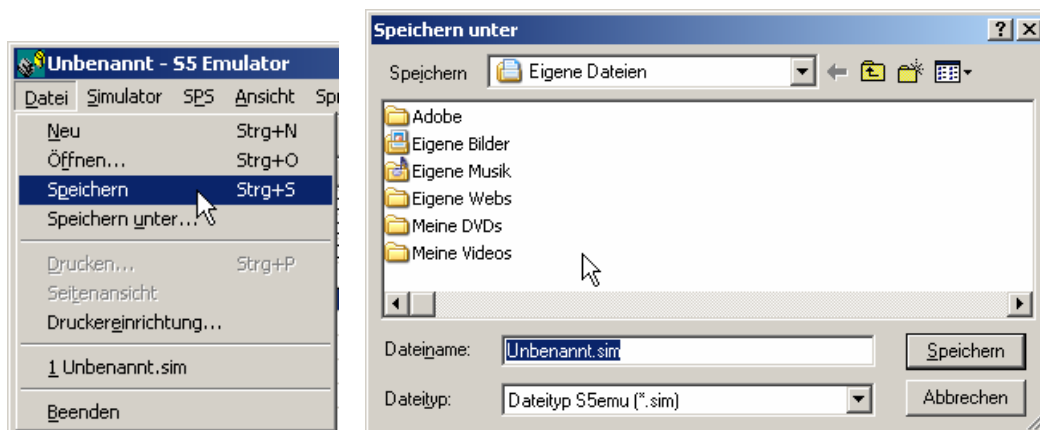 Unbenannt - S5 Emulator
Datei Simulator SPS Ansicht Spr
Neu Strg+N
Öffnen... Strg+O
Speichern Strg+S
Speichern unter...
Drucken... Strg+P
Seitenansicht
Druckereinrichtung...
1 Unbenannt.sim
Beenden
Speichern unter
Speichern Eigene Dateien
Adobe
Eigene Bilder
Eigene Musik
Eigene Webs
Meine DVDs
Meine Videos
Dateiname: Unbenannt.sim Speichern
Dateityp: Dateityp S5emu (*.sim) Abbrechen